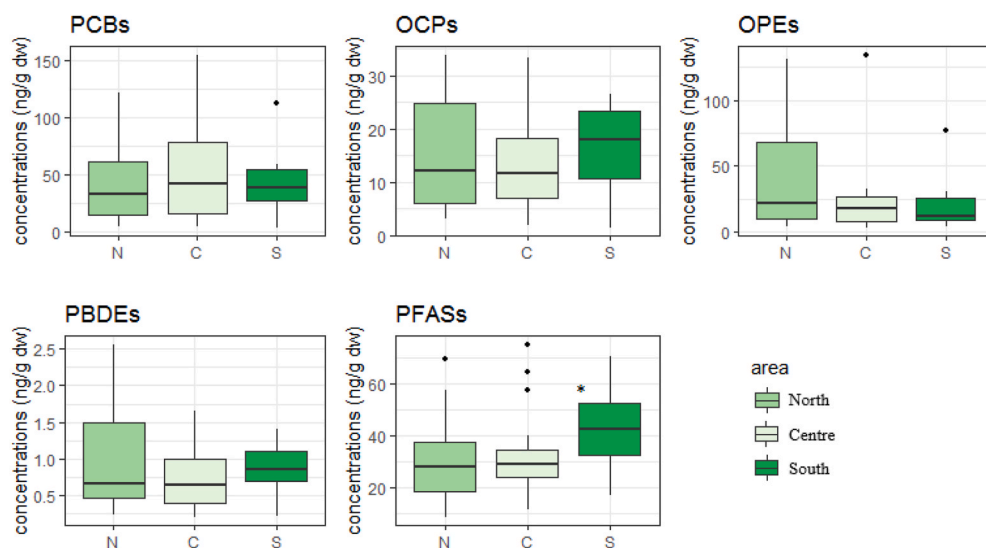 PCBs
concentrations (ng/g dw)
150
100
50
0
N C S
OCPs
concentrations (ng/g dw)
30
20
10
0
N C S
OPEs
concentrations (ng/g dw)
100
50
0
N C S
PBDEs
concentrations (ng/g dw)
2.5
2.0
1.5
1.0
0.5
N C S
PFASs
concentrations (ng/g dw)
60
40
20
*
N C S
area
North
Centre
South